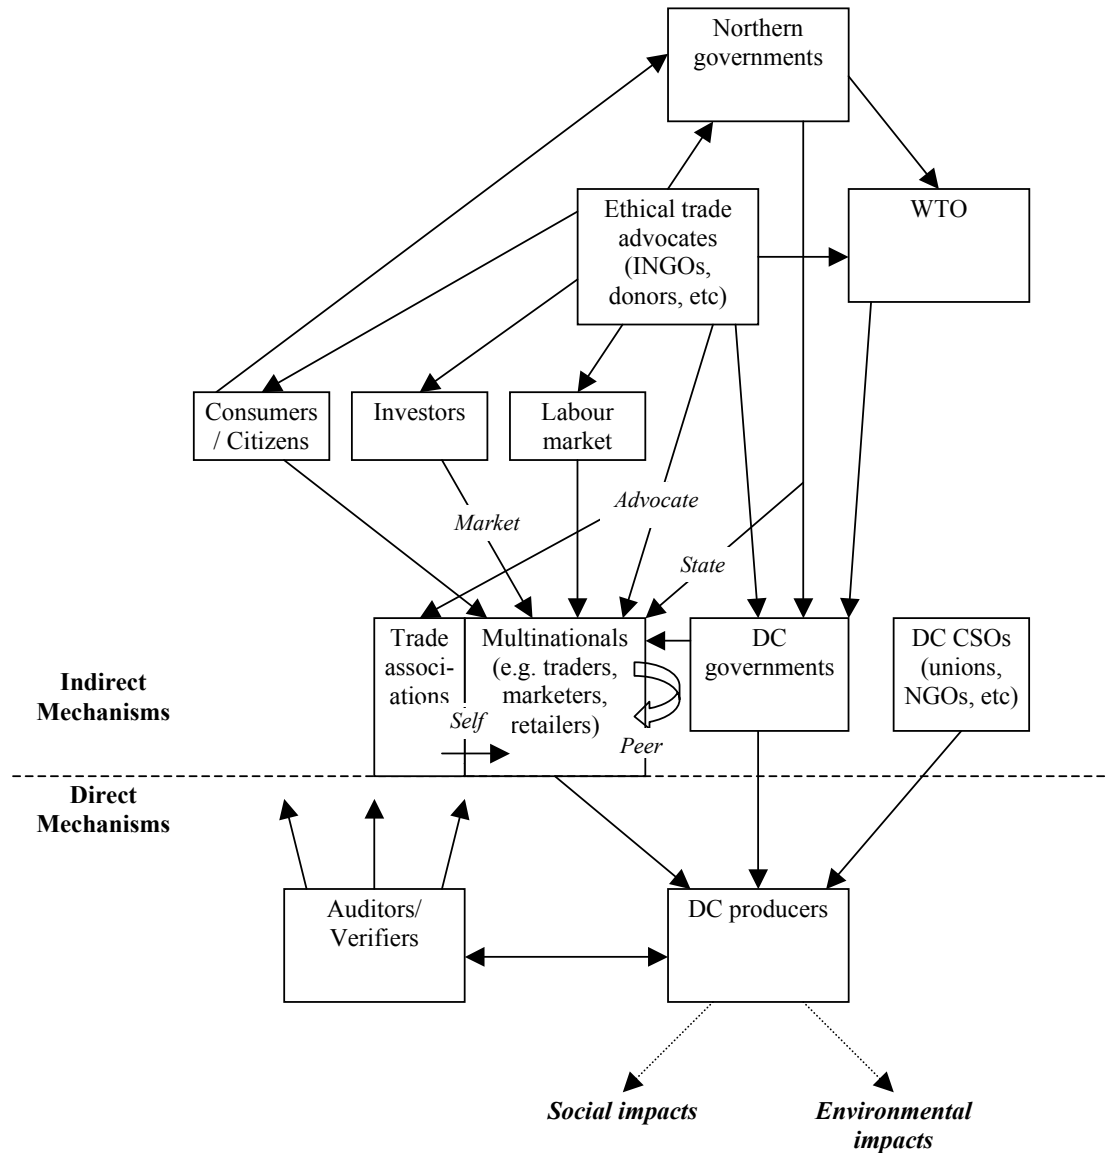 Northern
governments
Ethical trade
advocates
(INGOs,
donors, etc)
WTO
Consumers
/ Citizens
Investors
Labour
market
Advocate
Market
State
Trade
associ-
ations
Multinationals
(e.g. traders,
marketers,
retailers)
DC
governments
DC CSOs
(unions,
NGOs, etc)
Self
Peer
Indirect
Mechanisms
Direct
Mechanisms
Auditors/
Verifiers
DC producers
Social impacts
Environmental
impacts